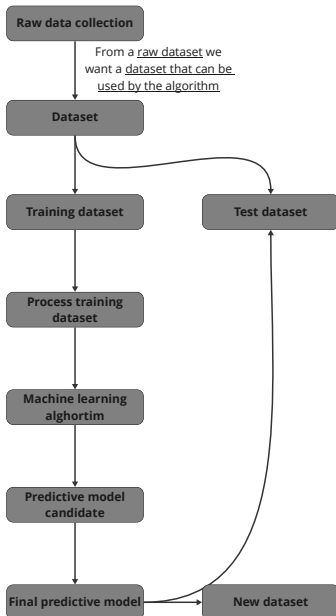 Raw data collection
From a raw dataset we
want a dataset that can be
used by the algorithm
Dataset
Training dataset
Test dataset
Process training
dataset
Machine learning
alghortim
Predictive model
candidate
Final predictive model
New dataset